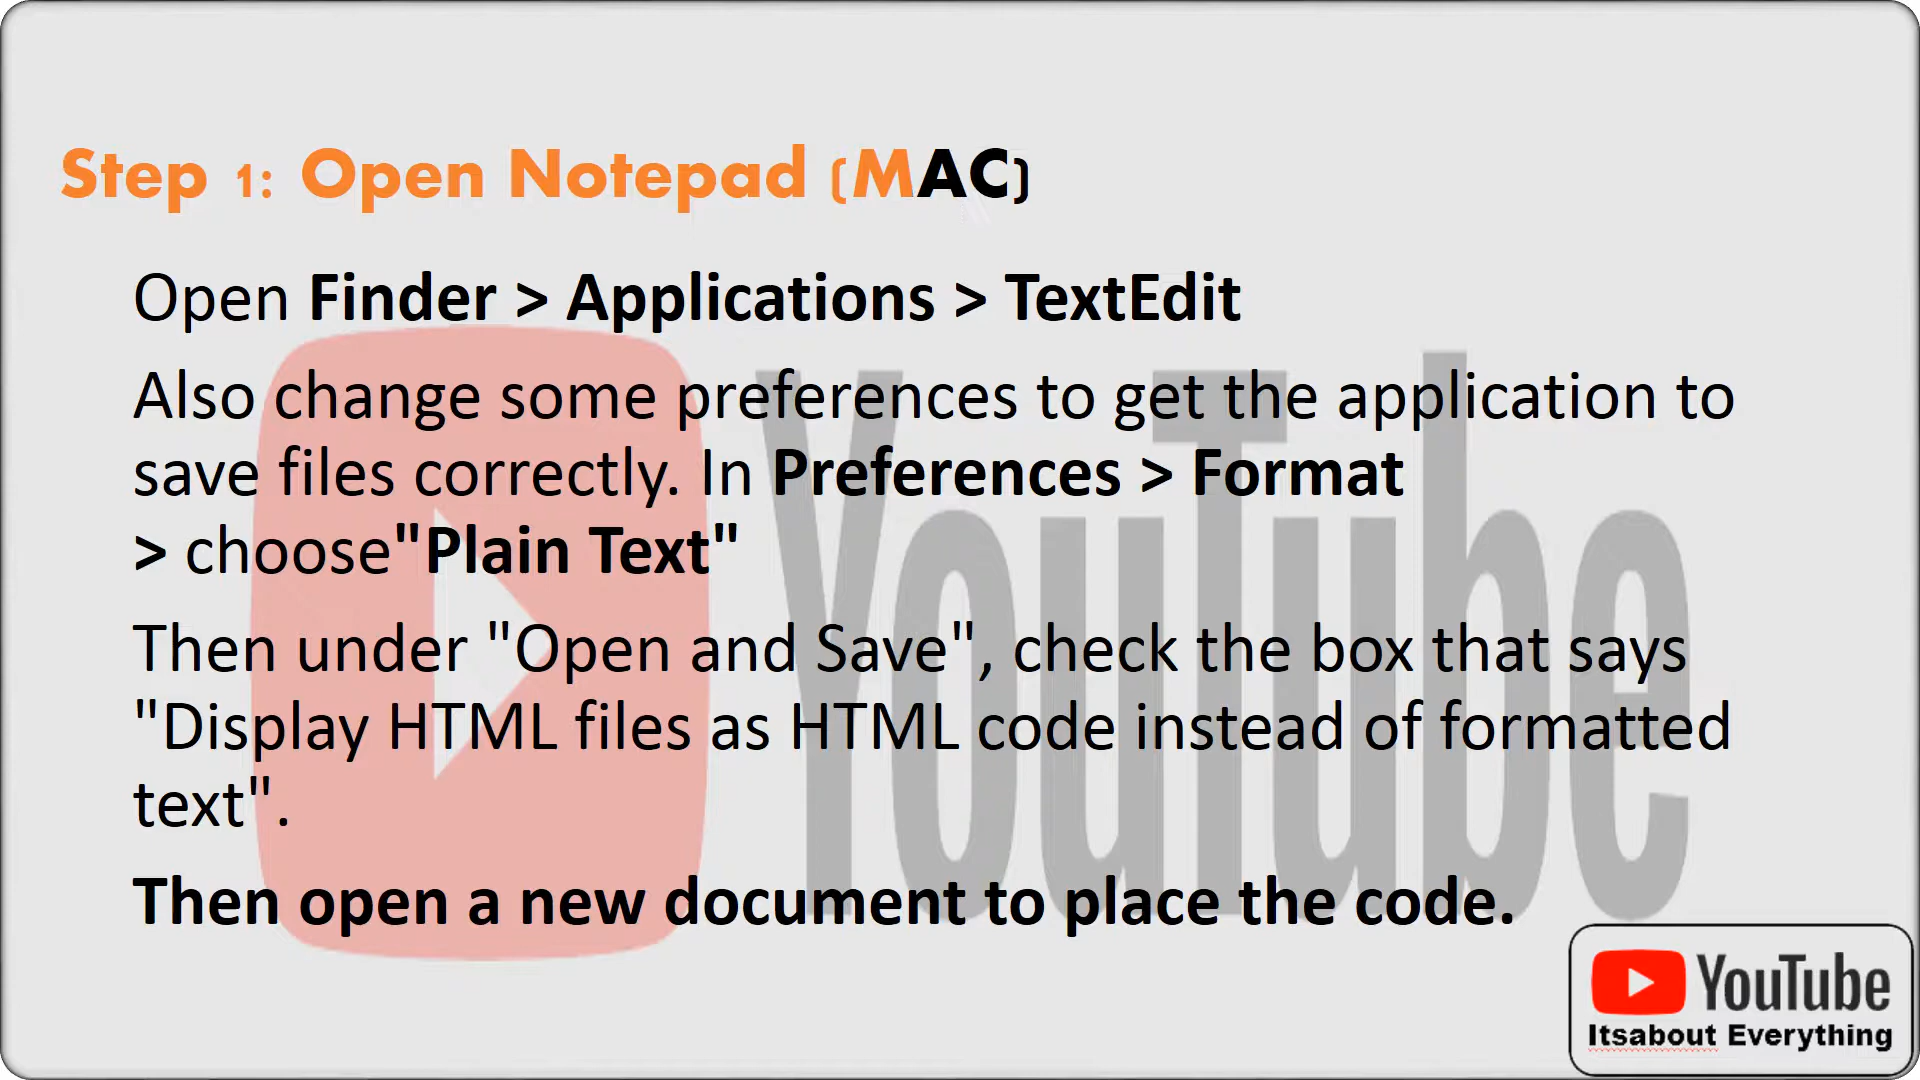 Step 1: Open Notepad (MAC)
Open Finder > Applications > TextEdit
Also change some preferences to get the application to
save files correctly. In Preferences > Format
> choose"Plain Text"
Then under "Open and Save", check the box that says
"Display HTML files as HTML code instead of formatted
text".
Then open a new document to place the code.
YouTube
YouTube
Itsabout Everything